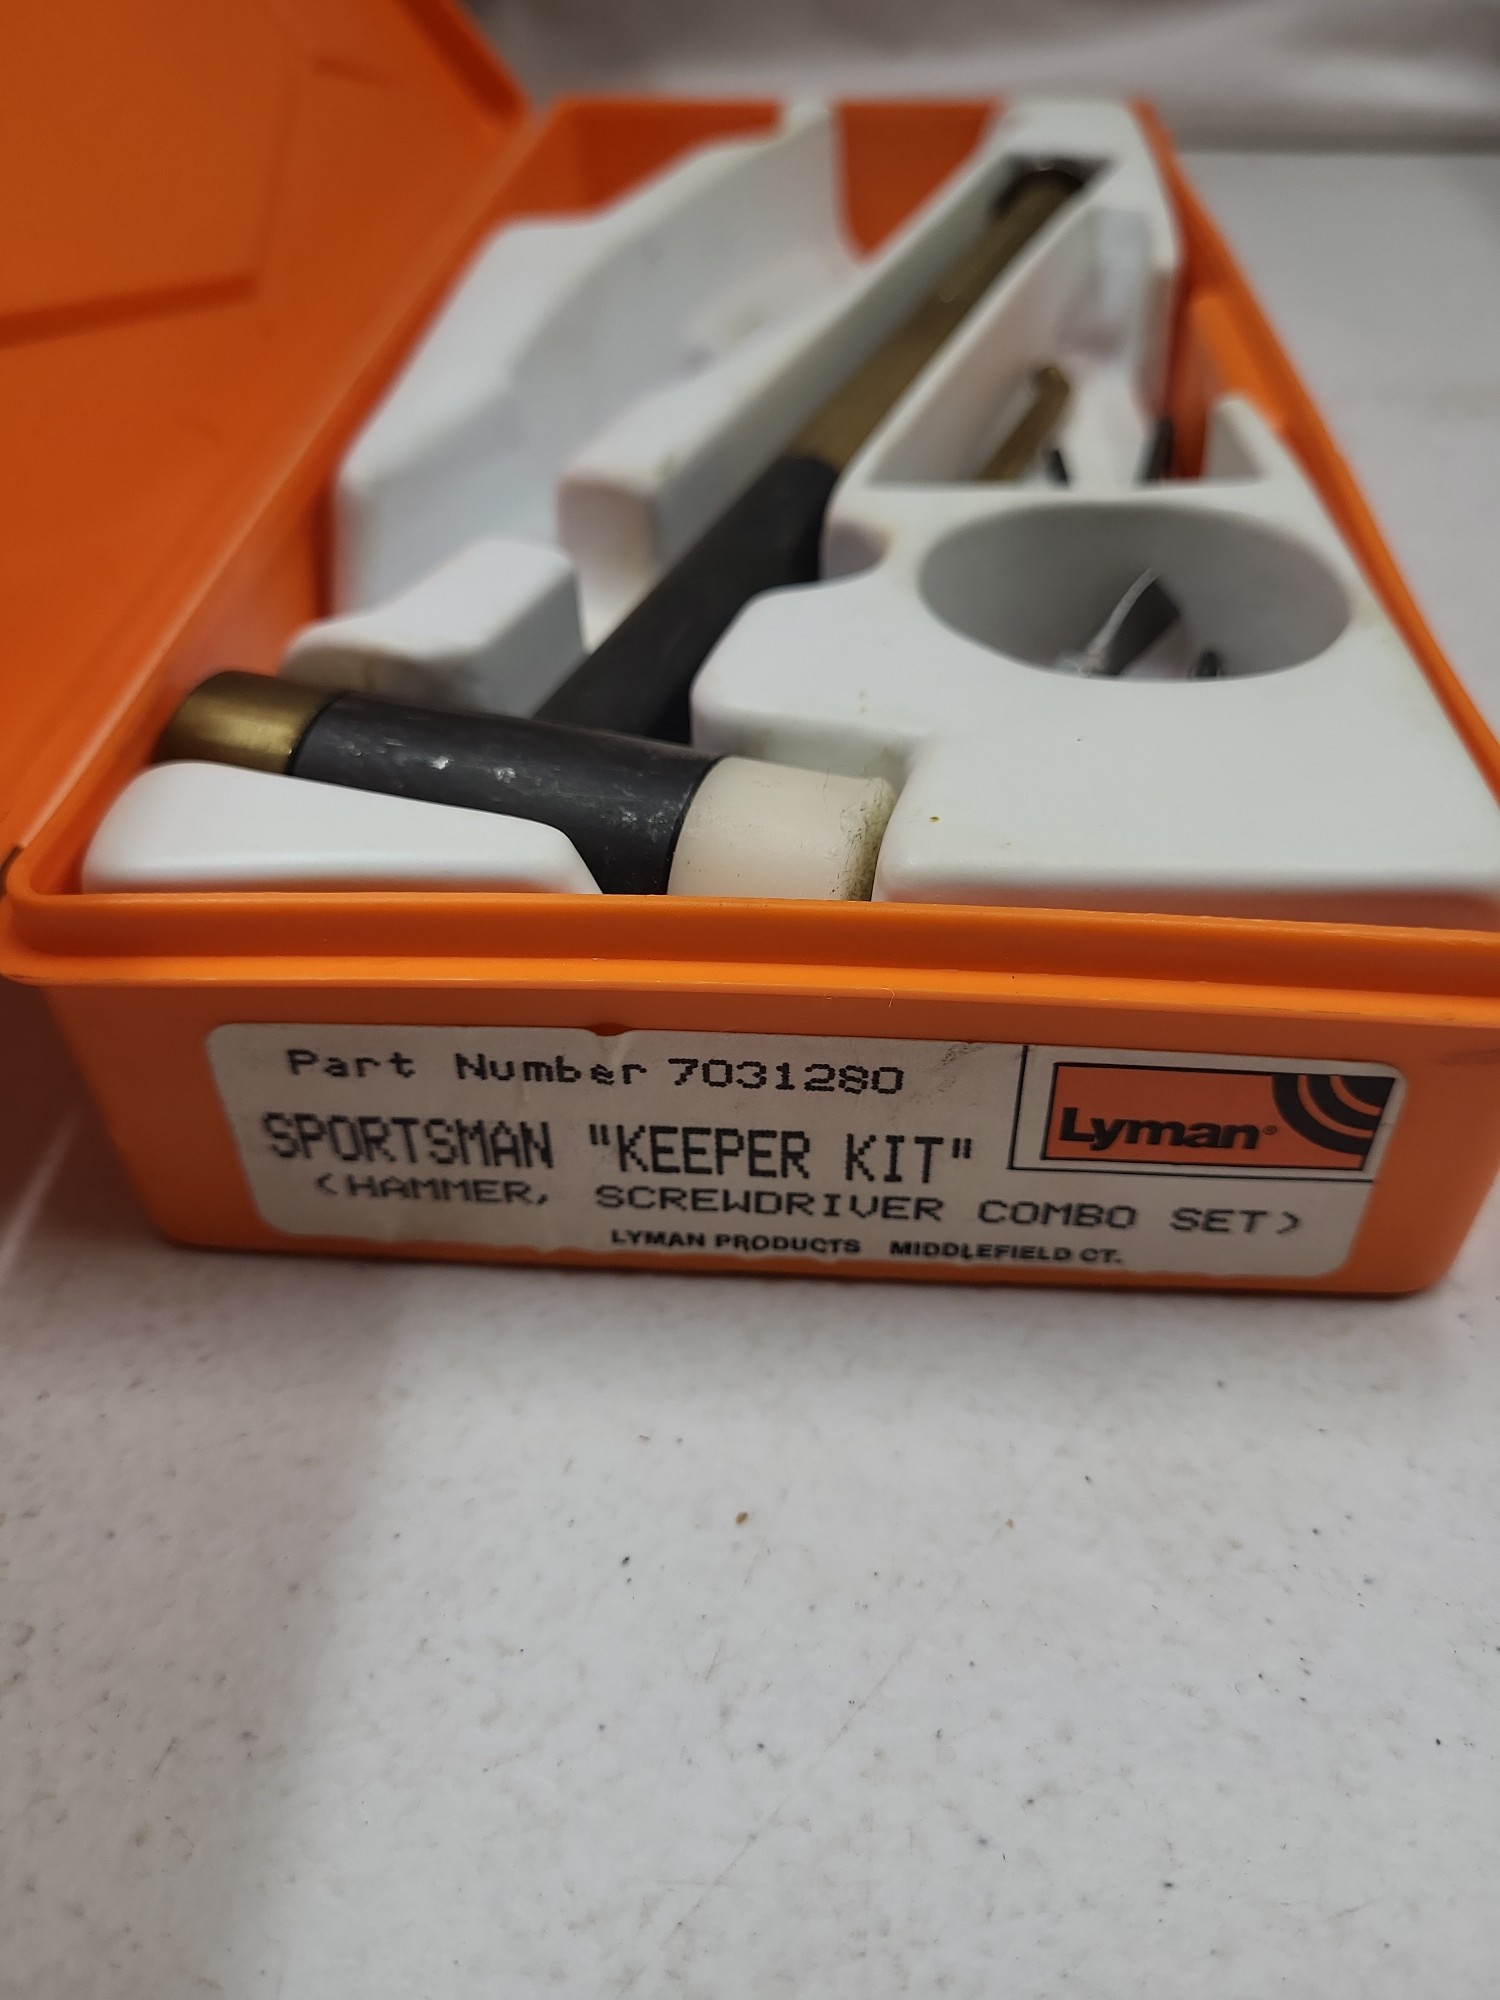 Part Number 7031280
SPORTSMAN "KEEPER KIT"
<HAMMER, SCREWDRIVER COMBO SET>
LYMAN PRODUCTS MIDDLEFIELD CT.
Lyman®